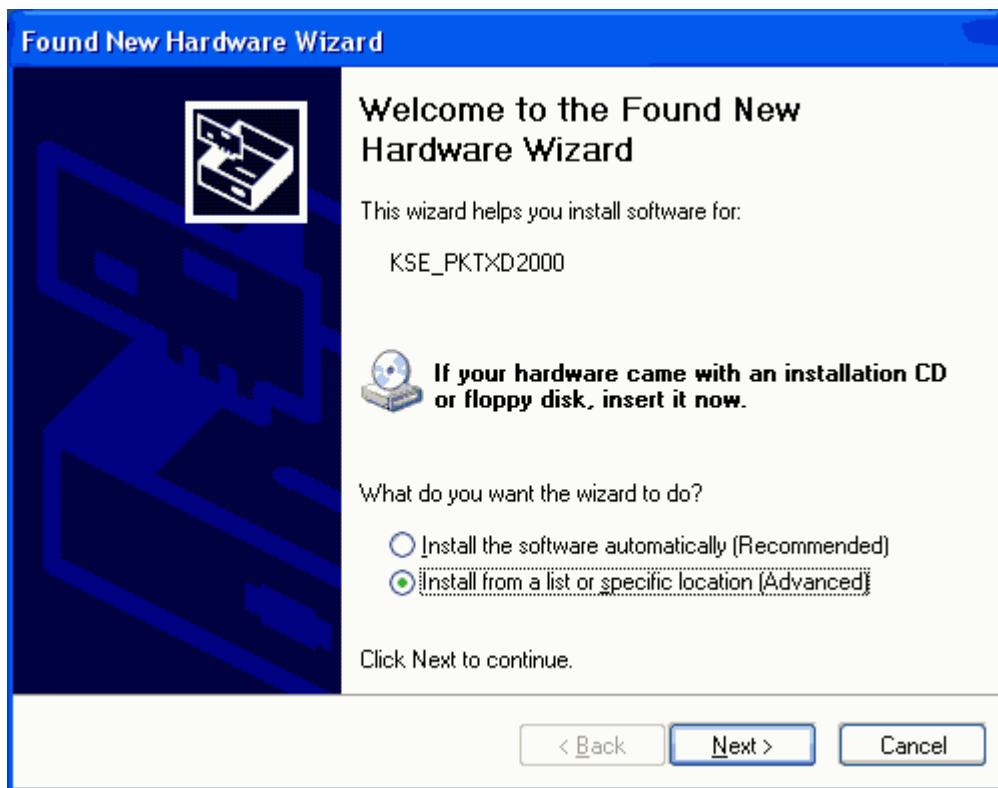 Found New Hardware Wizard
Welcome to the Found New
Hardware Wizard
This wizard helps you install software for:
KSE_PKTXD2000
If your hardware came with an installation CD
or floppy disk, insert it now.
What do you want the wizard to do?
Install the software automatically (Recommended)
Install from a list or specific location (Advanced)
Click Next to continue.
< Back Next > Cancel